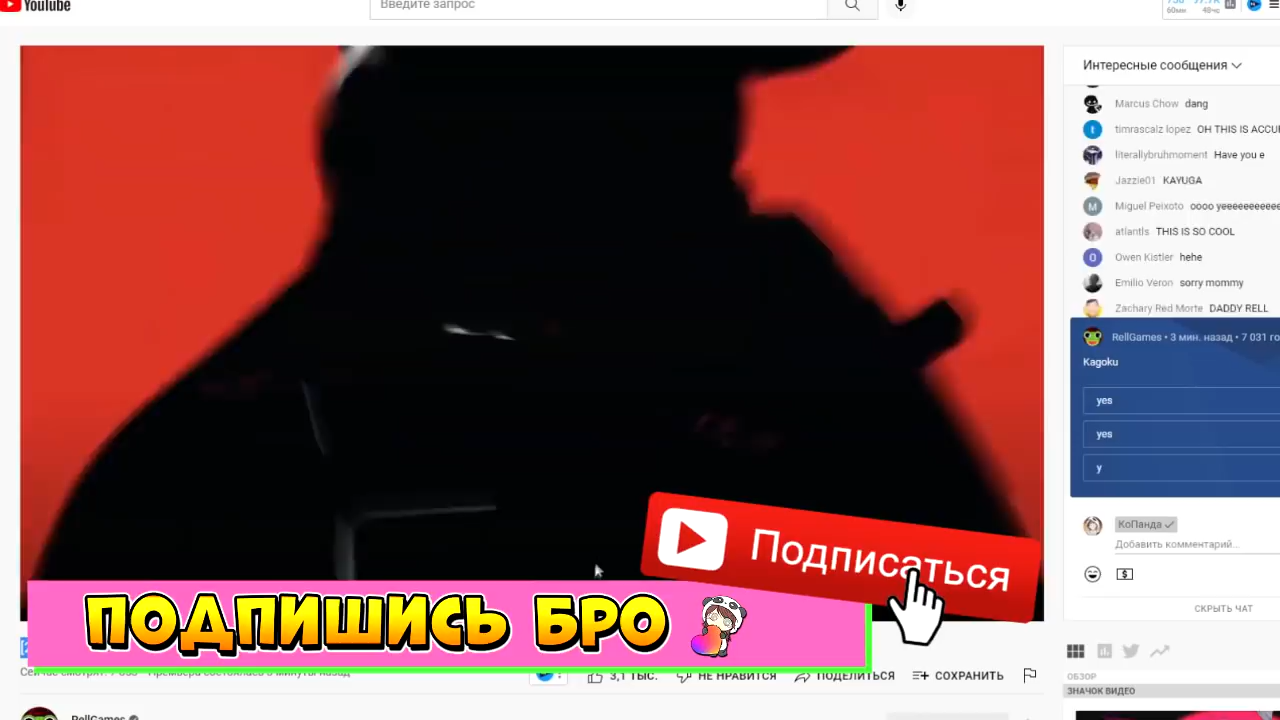 YouTube
Введите запрос
60мин 48чс
Интересные сообщения
Marcus Chow dang
timrascalz lopez OH THIS IS ACCU
literallybruhmoment Have you e
Jazzie01 KAYUGA
M Miguel Peixoto oooo yeeeeeeeeeee
atlantls THIS IS SO COOL
O Owen Kistler hehe
Emilio Veron sorry mommy
Zachary Red Morte DADDY RELL
RellGames • 3 мин. назад • 7 031 го
Kagoku
yes
yes
y
КоПанда
Добавить комментарий...
СКРЫТЬ ЧАТ
Подписаться
ПОДПИШИСЬ БРО
3,1 ТЫС.
НЕ НРАВИТСЯ
ПОДЕЛИТЬСЯ
СОХРАНИТЬ
ОБЗОР
ЗНАЧОК ВИДЕО
RellGames